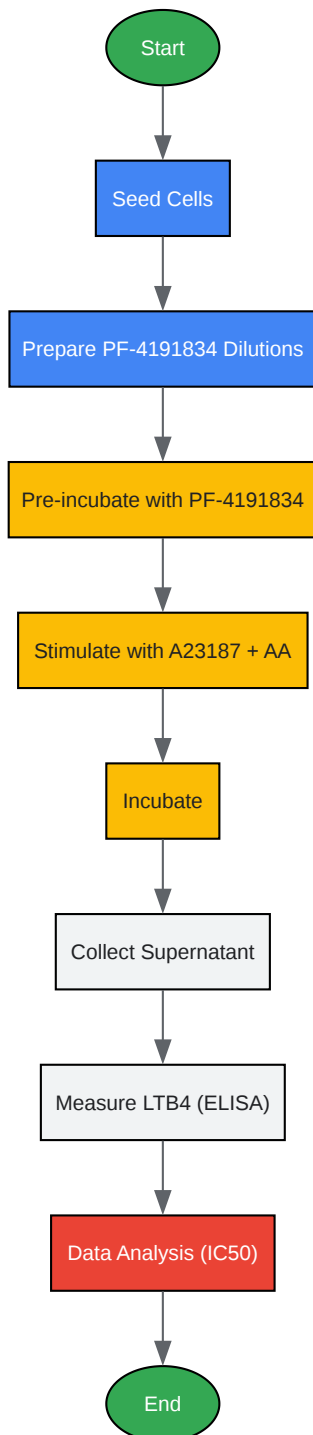 Start
Seed Cells
Prepare PF-4191834 Dilutions
Pre-incubate with PF-4191834
Stimulate with A23187 + AA
Incubate
Collect Supernatant
Measure LTB4 (ELISA)
Data Analysis (IC50)
End